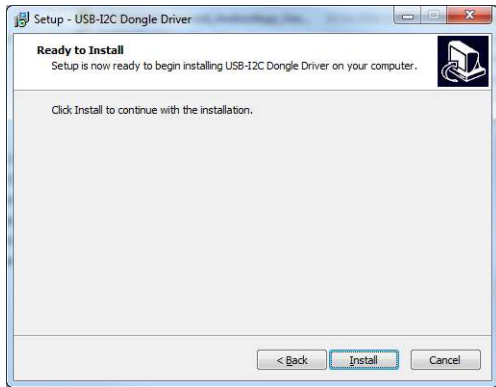 Setup - USB-I2C Dongle Driver
Ready to Install
Setup is now ready to begin installing USB-I2C Dongle Driver on your computer.
Click Install to continue with the installation.
< Back
Install
Cancel